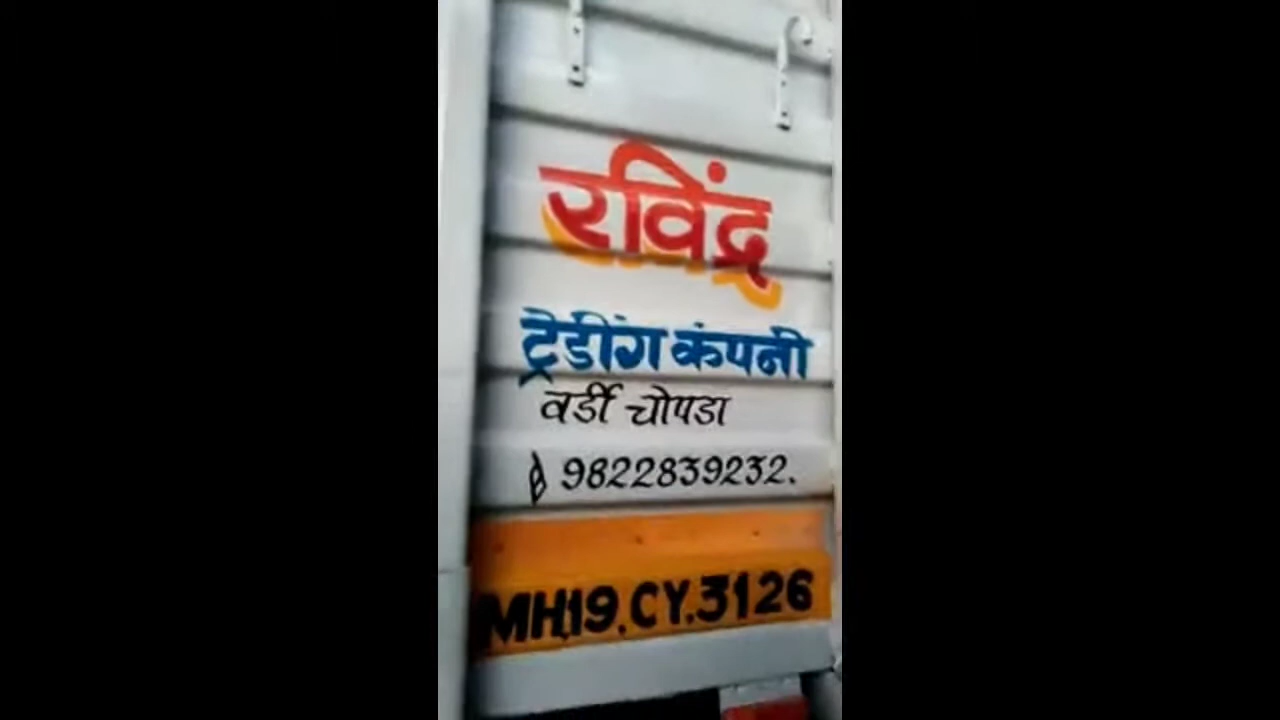 रविंद्र
ट्रेडींग कंपनी
वर्डी चोपडा
9822839232.
MH19.CY.3126